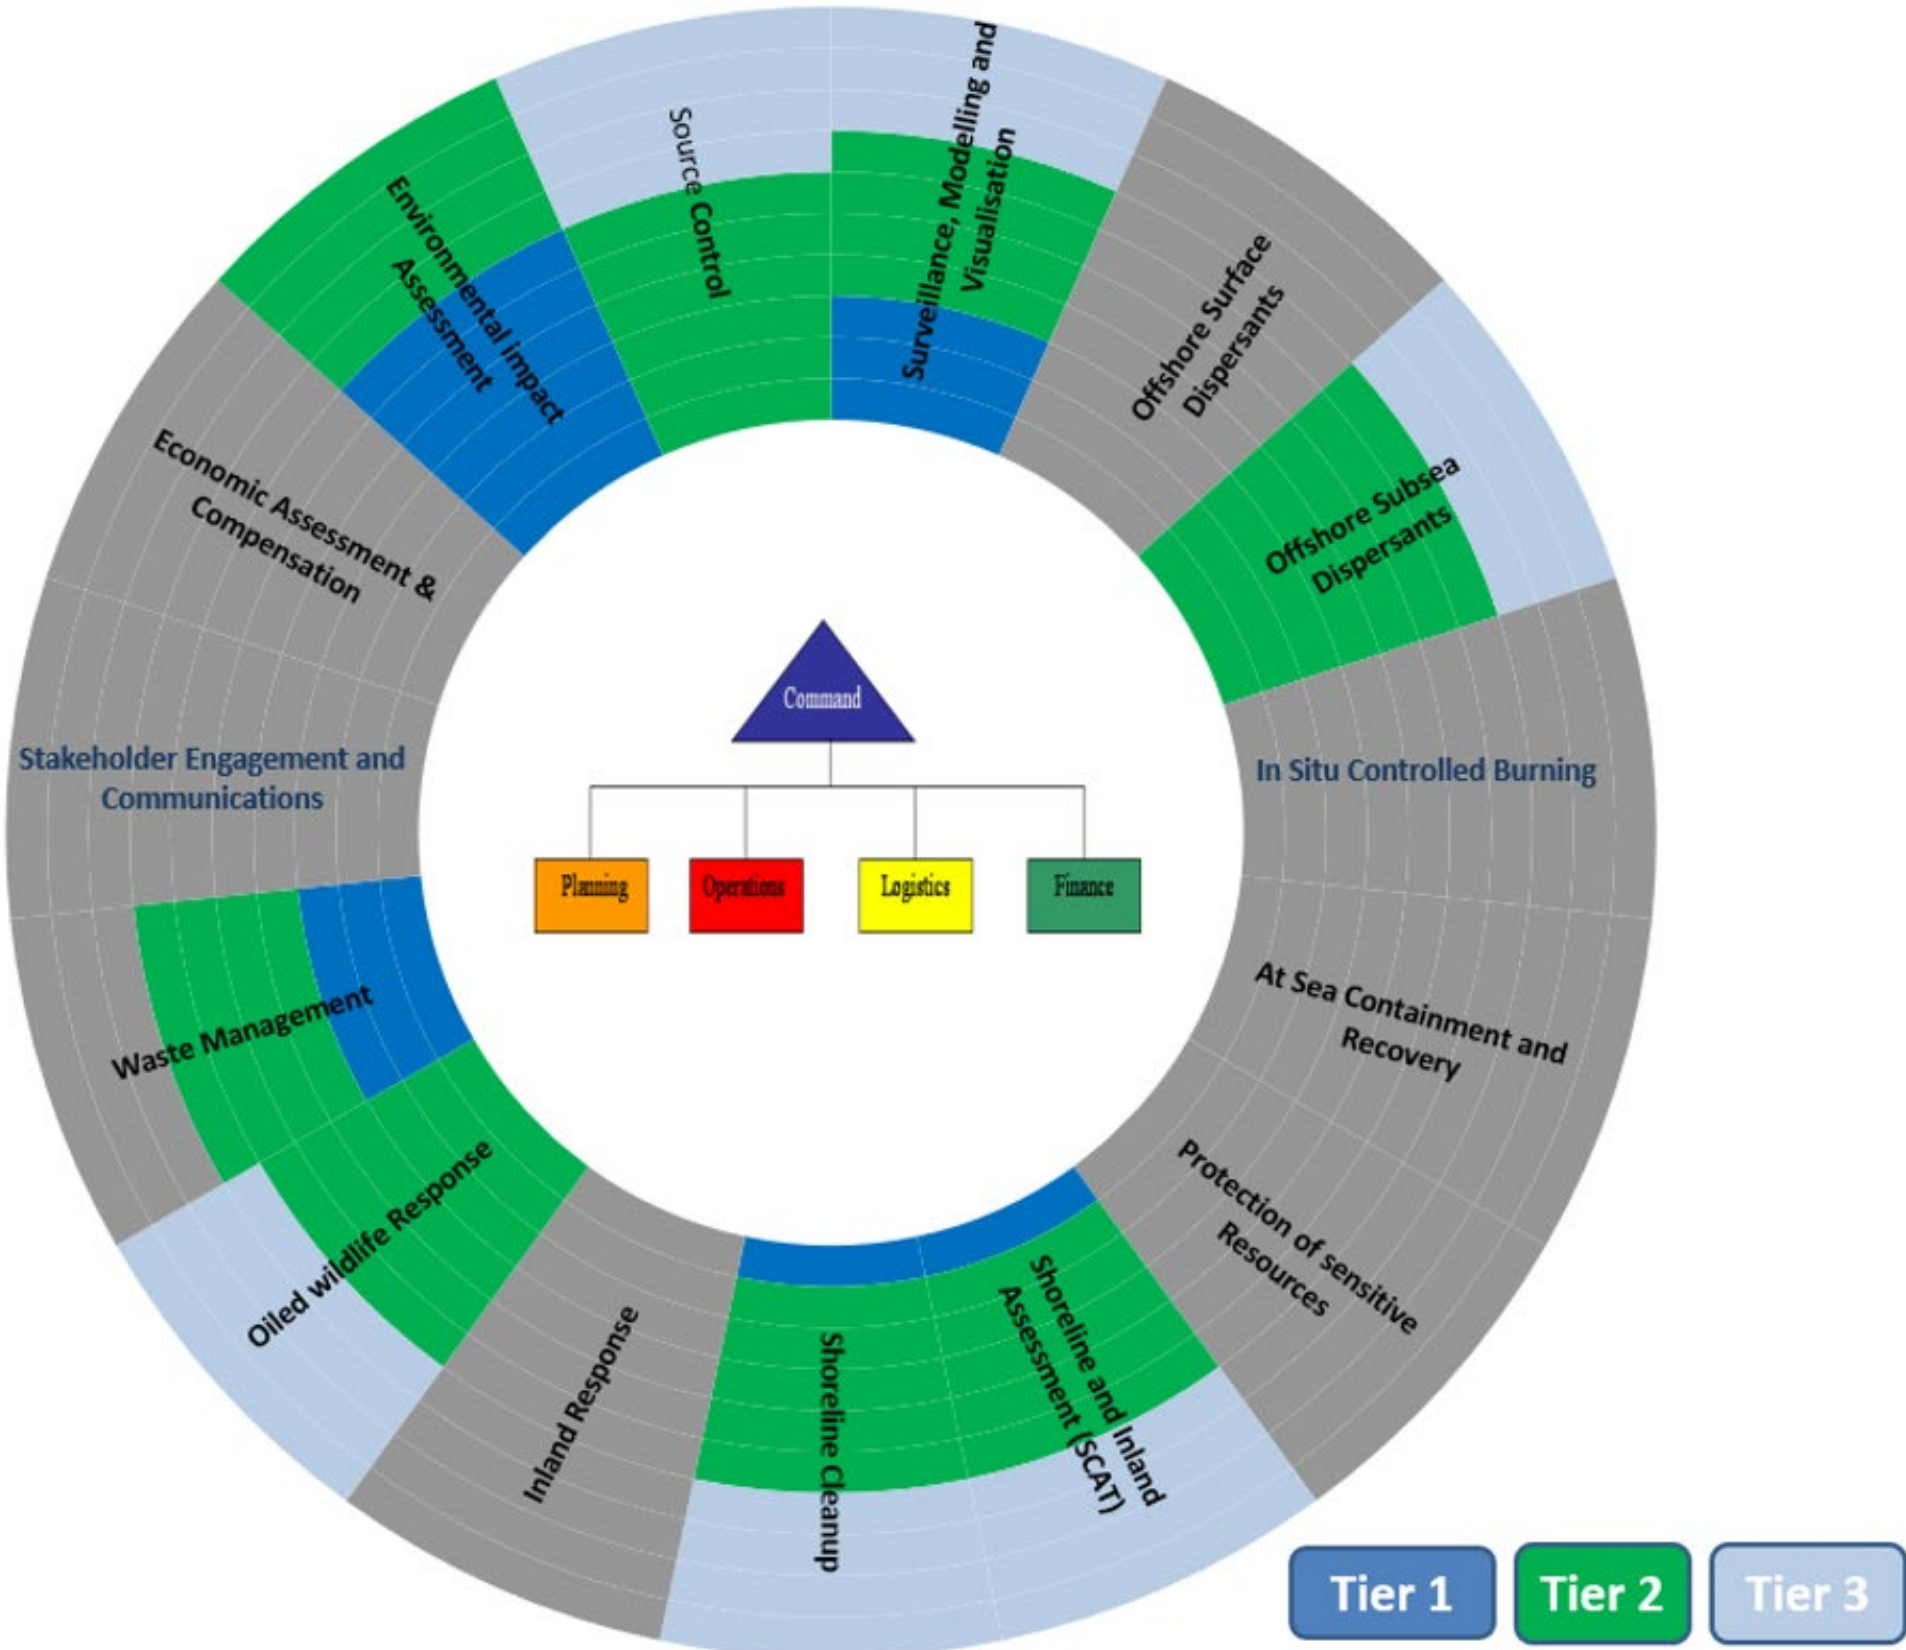 Source Control
Surveillance, Modelling and
Visualisation
Offshore Surface
Dispersants
Offshore Subsea
Dispersants
In Situ Controlled Burning
At Sea Containment and
Recovery
Protection of sensitive
Resources
Shoreline and Inland
Assessment (SCAT)
Shoreline Cleanup
Inland Response
Oiled wildlife Response
Waste Management
Stakeholder Engagement and
Communications
Economic Assessment &
Compensation
Environmental impact
Assessment
Command
Planning
Operations
Logistics
Finance
Tier 1
Tier 2
Tier 3